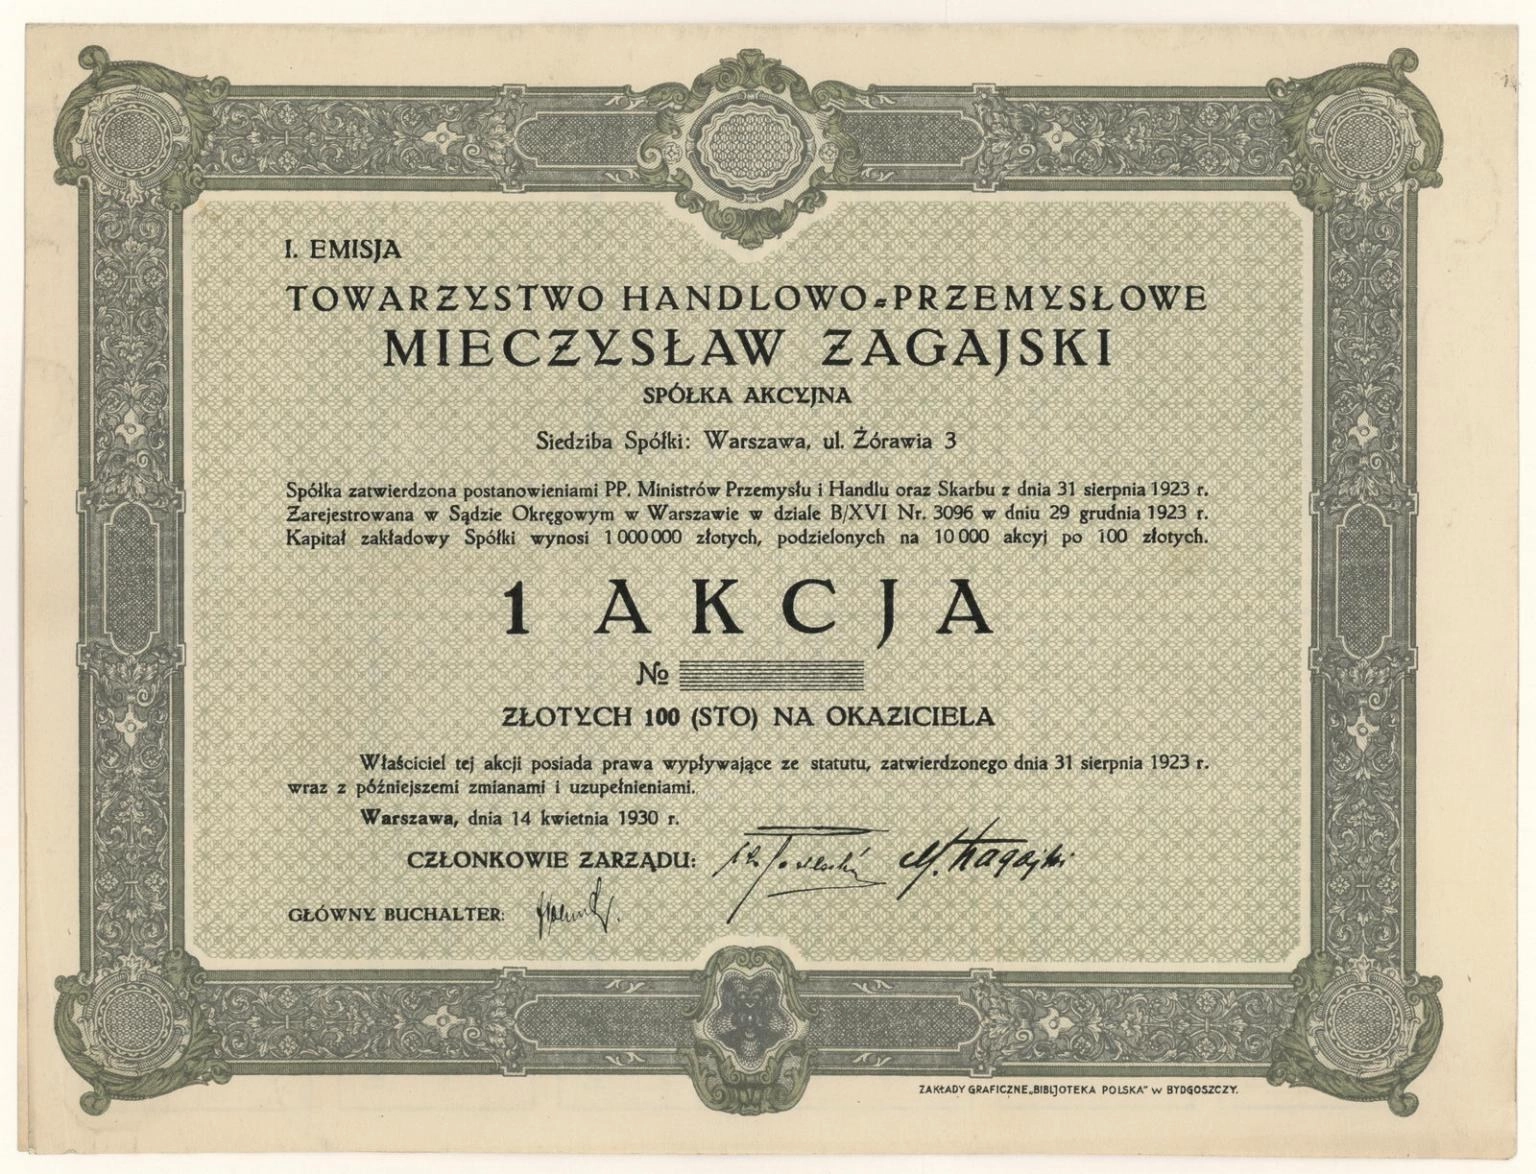 I. EMISJA
TOWARZYSTWO HANDLOWO-PRZEMYSŁOWE
MIECZYSŁAW ZAGAJSKI
SPÓŁKA AKCYJNA
Siedziba Spółki: Warszawa, ul. Żórawia 3
Spółka zatwierdzona postanowieniami PP. Ministrów Przemysłu i Handlu oraz Skarbu z dnia 31 sierpnia 1923 r.
Zarejestrowana w Sądzie Okręgowym w Warszawie w dziale B/XVI Nr. 3096 w dniu 29 grudnia 1923 r.
Kapitał zakładowy Spółki wynosi 1 000 000 złotych, podzielonych na 10 000 akcyj po 100 złotych.
1 AKCJA
№
ZŁOTYCH 100 (STO) NA OKAZICIELA
Właściciel tej akcji posiada prawa wypływające ze statutu, zatwierdzonego dnia 31 sierpnia 1923 r.
wraz z późniejszemi zmianami i uzupełnieniami.
Warszawa, dnia 14 kwietnia 1930 r.
CZŁONKOWIE ZARZĄDU: M. Zagajski
GŁÓWNY BUCHALTER:
ZAKŁADY GRAFICZNE „BIBLJOTEKA POLSKA" W BYDGOSZCZY.